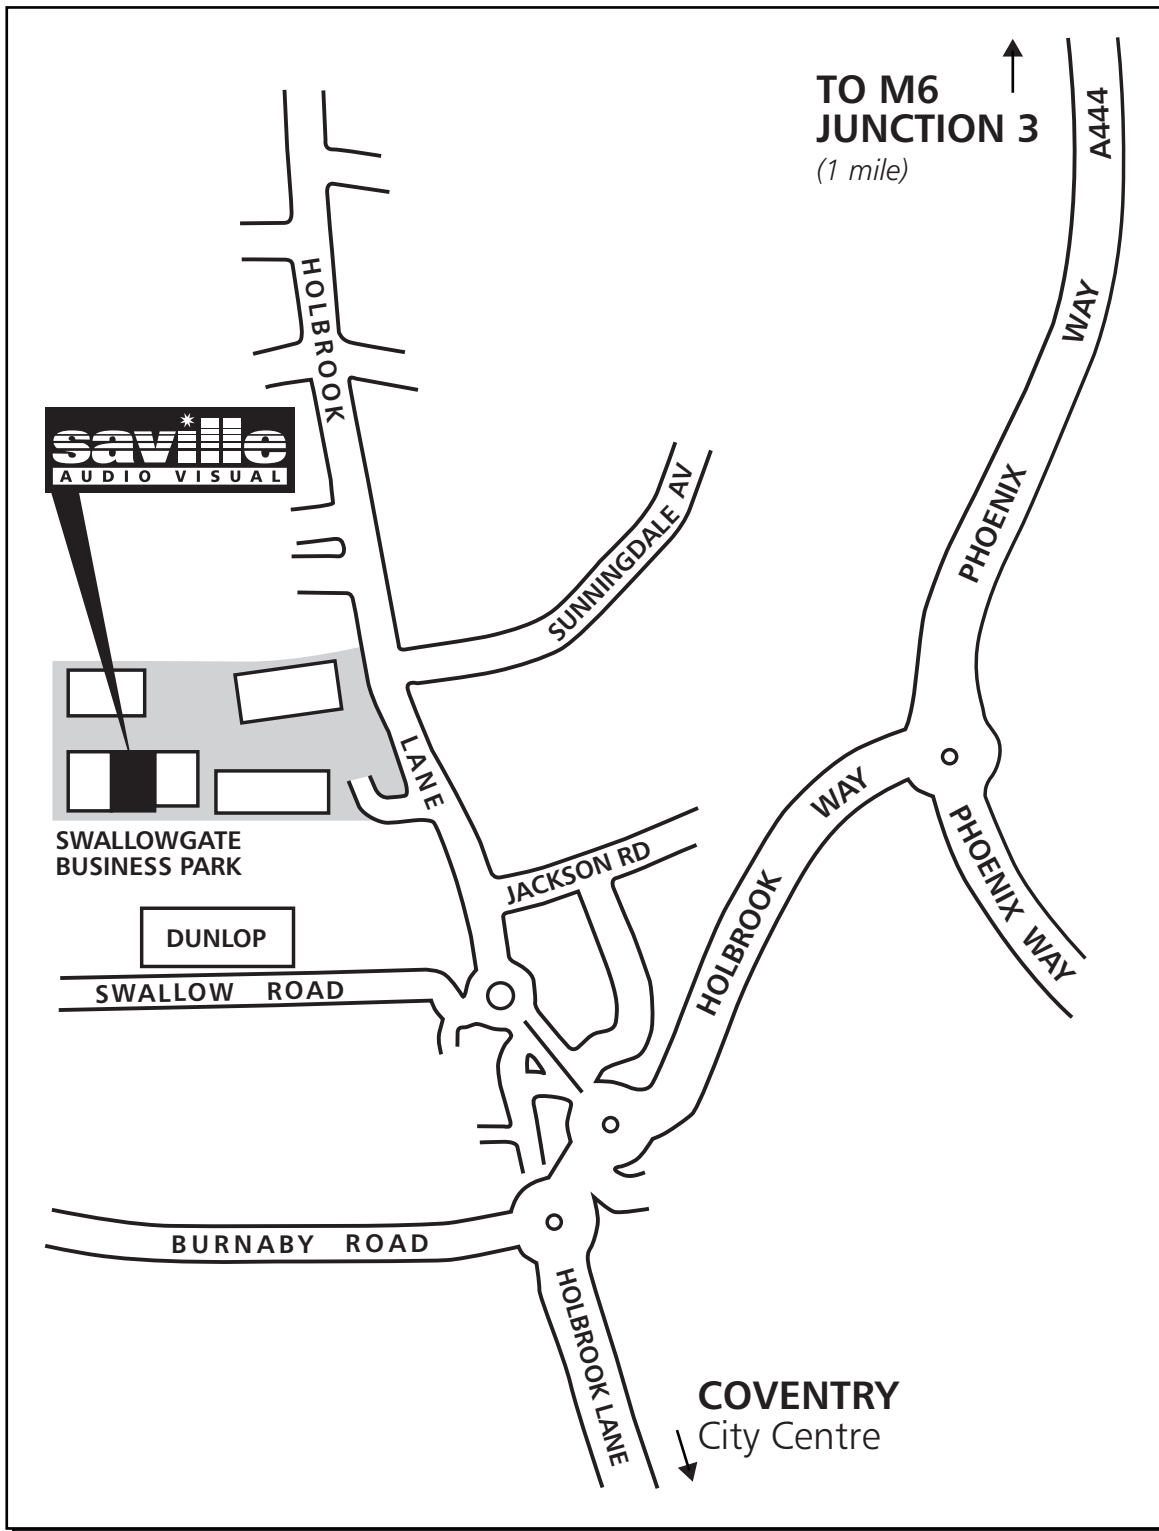 TO M6
JUNCTION 3
(1 mile)
A444
WAY
PHOENIX
HOLBROOK
saville
AUDIO VISUAL
SUNNINGDALE AV
LANE
WAY
HOLBROOK
PHOENIX WAY
JACKSON RD
SWALLOWGATE
BUSINESS PARK
DUNLOP
SWALLOW ROAD
BURNABY ROAD
HOLBROOK LANE
COVENTRY
City Centre